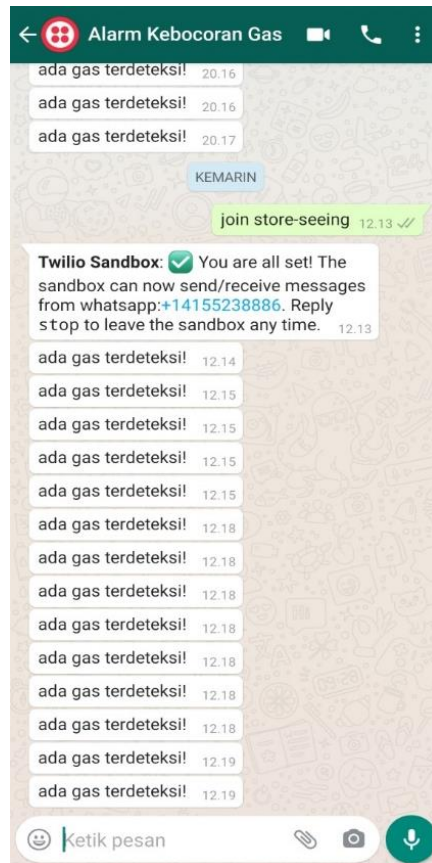 Alarm Kebocoran Gas
ada gas terdeteksi! 20.16
ada gas terdeteksi! 20.16
ada gas terdeteksi! 20.17
KEMARIN
join store-seeing 12.13
Twilio Sandbox: ✅ You are all set! The
sandbox can now send/receive messages
from whatsapp:+14155238886. Reply
stop to leave the sandbox any time. 12.13
ada gas terdeteksi! 12.14
ada gas terdeteksi! 12.15
ada gas terdeteksi! 12.15
ada gas terdeteksi! 12.15
ada gas terdeteksi! 12.15
ada gas terdeteksi! 12.18
ada gas terdeteksi! 12.18
ada gas terdeteksi! 12.18
ada gas terdeteksi! 12.18
ada gas terdeteksi! 12.18
ada gas terdeteksi! 12.18
ada gas terdeteksi! 12.18
ada gas terdeteksi! 12.19
ada gas terdeteksi! 12.19
Ketik pesan